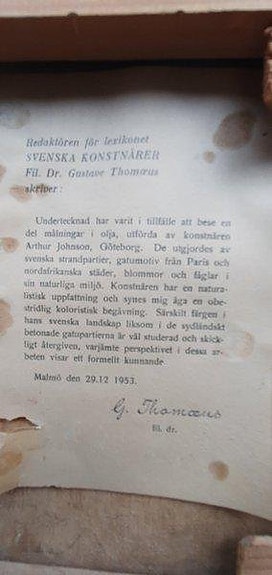 Redaktören för lexikonet
SVENSKA KONSTNÄRER
Fil. Dr. Gustave Thomæus
skriver:
Undertecknad har varit i tillfälle att bese en
del målningar i olja, utförda av konstnären
Arthur Johnson, Göteborg. De utgjordes av
svenska strandpartier, gatumotiv från Paris och
nordafrikanska städer, blommor och fåglar i
sin naturliga miljö. Konstnären har en natura-
listisk uppfattning och synes mig äga en obe-
stridlig koloristisk begåvning. Särskilt färgen i
hans svenska landskap liksom i de sydländskt
betonade gatupartierna är väl studerad och skick-
ligt återgiven, varjämte perspektivet i dessa ar-
beten visar ett formellt kunnande.
Malmö den 29.12 1953.
G. Thomæus
fil. dr.